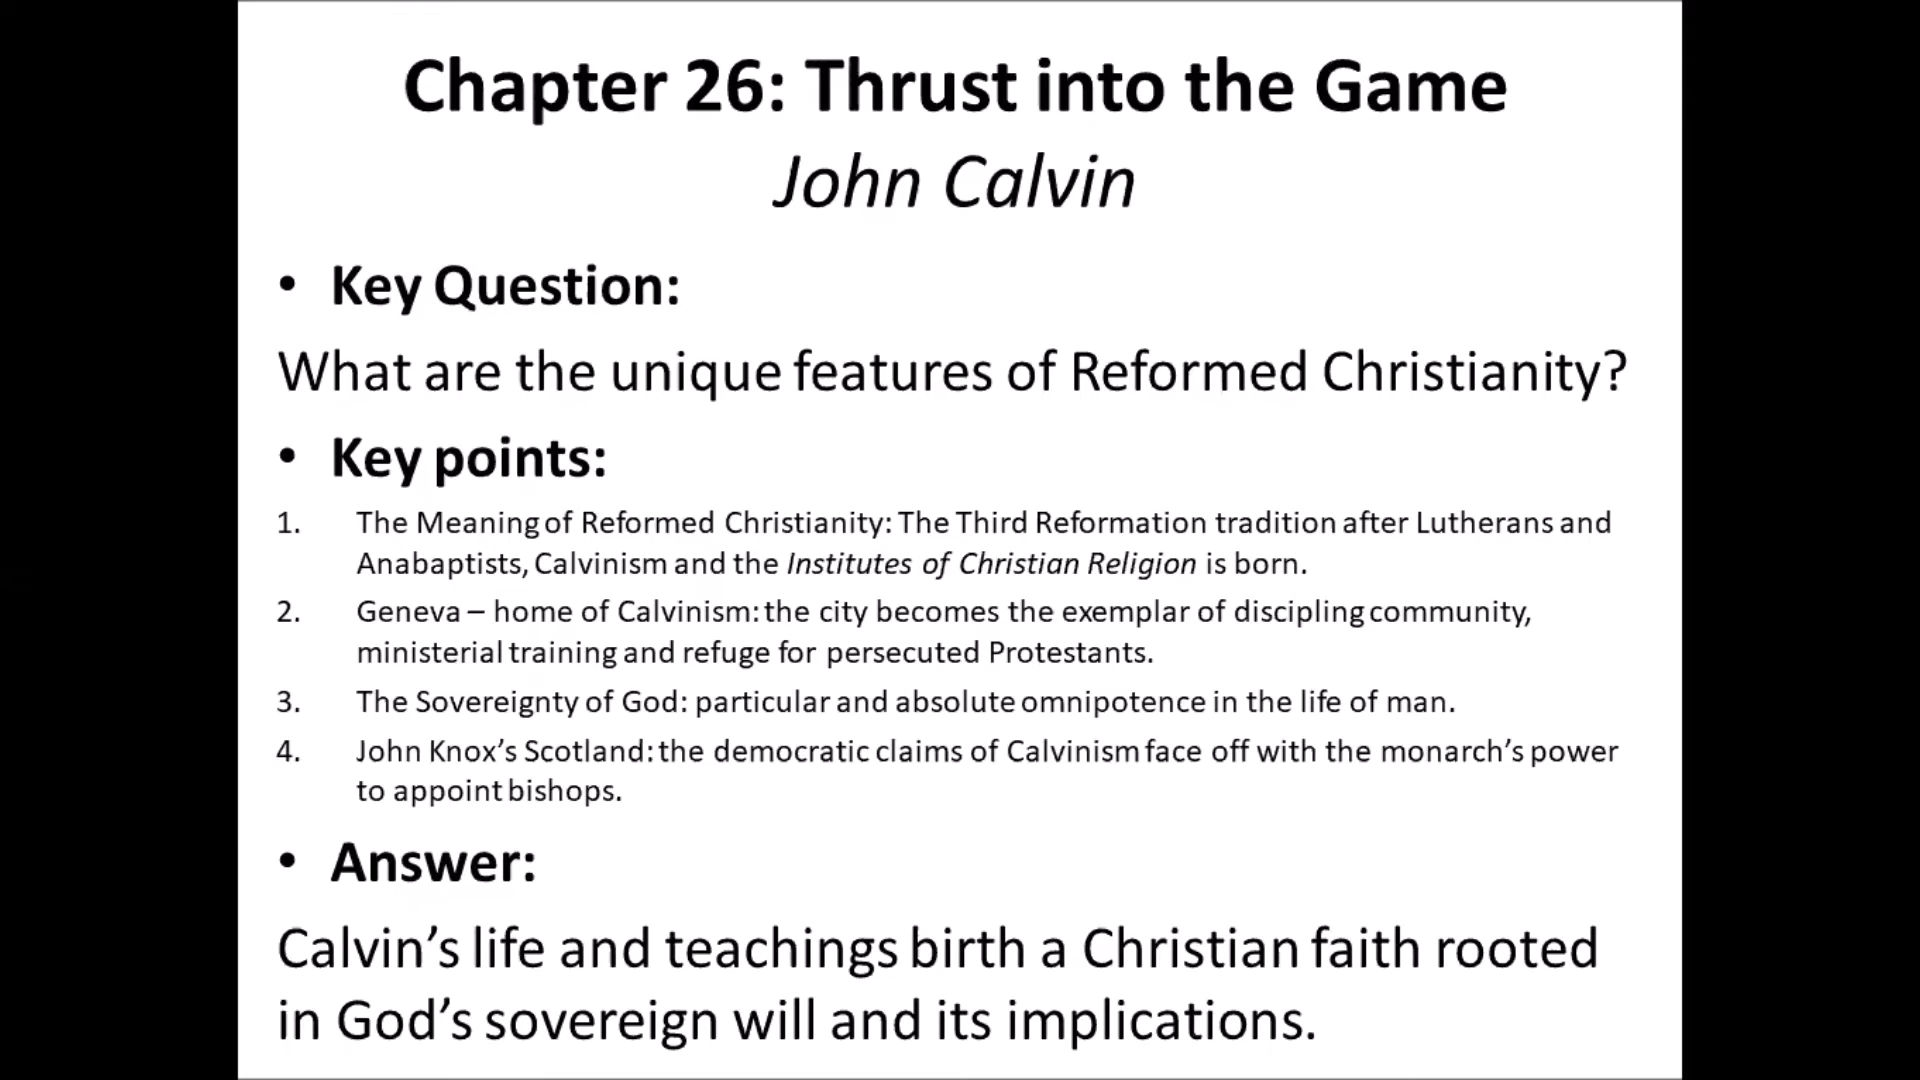 Chapter 26: Thrust into the Game
John Calvin
• Key Question:
What are the unique features of Reformed Christianity?
• Key points:
1. The Meaning of Reformed Christianity: The Third Reformation tradition after Lutherans and
Anabaptists, Calvinism and the Institutes of Christian Religion is born.
2. Geneva – home of Calvinism: the city becomes the exemplar of discipling community,
ministerial training and refuge for persecuted Protestants.
3. The Sovereignty of God: particular and absolute omnipotence in the life of man.
4. John Knox’s Scotland: the democratic claims of Calvinism face off with the monarch’s power
to appoint bishops.
• Answer:
Calvin’s life and teachings birth a Christian faith rooted
in God’s sovereign will and its implications.